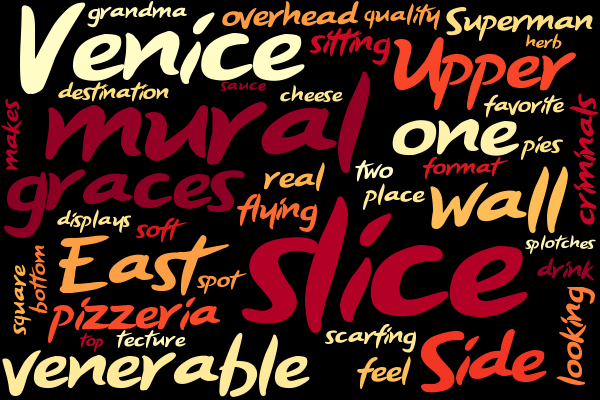 grandma
overhead
quality
Superman
Venice
sitting
herb
Upper
destination
sauce
cheese
favorite
makes
mural
one
pies
criminals
graces
real
two
format
place
wall
flying
displays
soft
splotches
East
spot
slice
drink
square
bottom
pizzeria
looking
top
tecture
scarfing
venerable
feel
Side